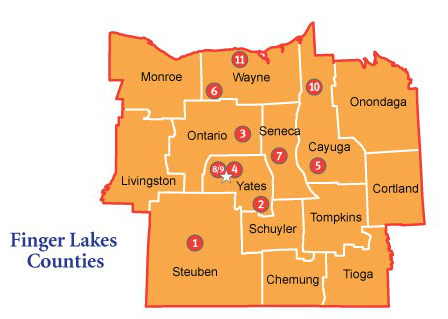 11
Monroe
Wayne
6
10
Onondaga
Ontario
3
Seneca
Cayuga
7
5
8/9
4
Livingston
Yates
Cortland
2
Tompkins
Schuyler
Finger Lakes
Counties
1
Steuben
Chemung
Tioga